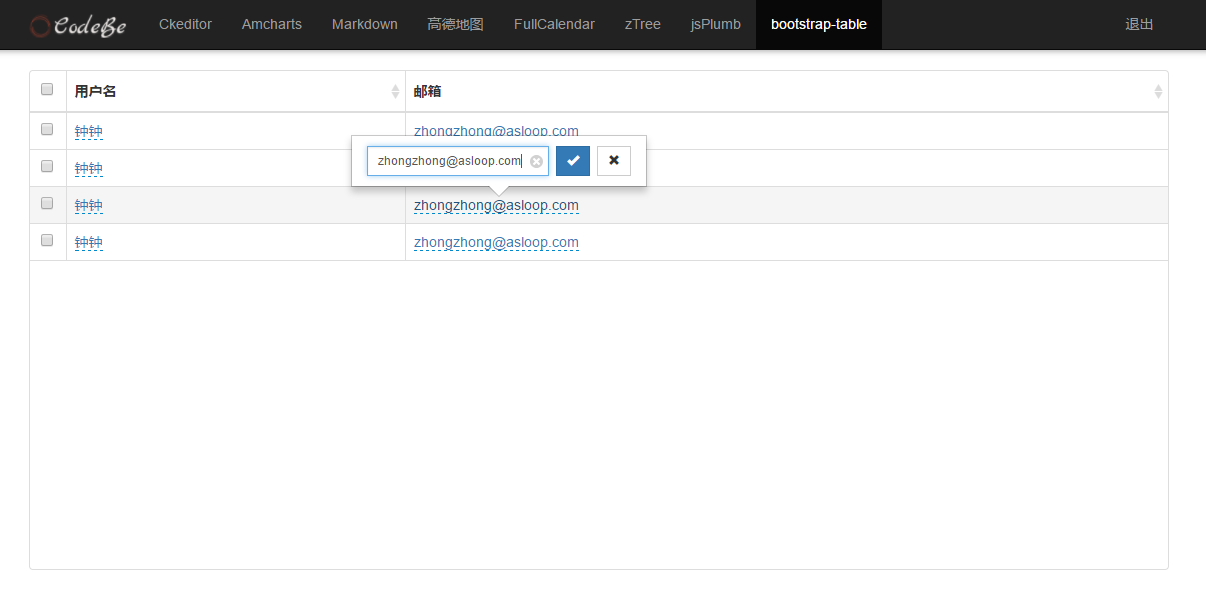 CodeBe Ckeditor Amcharts Markdown 高德地图 FullCalendar zTree jsPlumb bootstrap-table 退出
用户名 邮箱
钟钟 zhongzhong@asloop.com
zhongzhong@asloop.com
钟钟
钟钟 zhongzhong@asloop.com
钟钟 zhongzhong@asloop.com